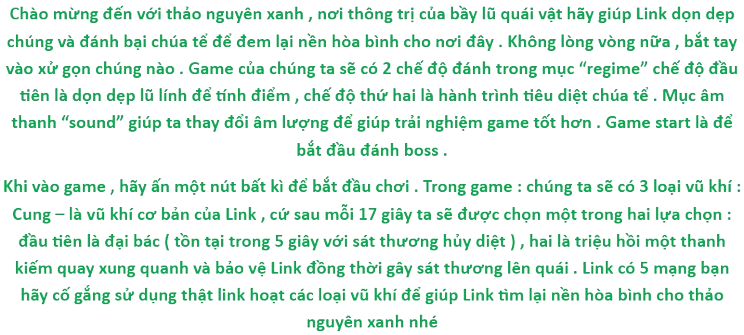 Chào mừng đến với thảo nguyên xanh , nơi thông trị của bầy lũ quái vật hãy giúp Link dọn dẹp
chúng và đánh bại chúa tể để đem lại nền hòa bình cho nơi đây . Không lòng vòng nữa , bắt tay
vào xử gọn chúng nào . Game của chúng ta sẽ có 2 chế độ đánh trong mục “regime” chế độ đầu
tiên là dọn dẹp lũ lính để tính điểm , chế độ thứ hai là hành trình tiêu diệt chúa tể . Mục âm
thanh “sound” giúp ta thay đổi âm lượng để giúp trải nghiệm game tốt hơn . Game start là để
bắt đầu đánh boss .
Khi vào game , hãy ấn một nút bất kì để bắt đầu chơi . Trong game : chúng ta sẽ có 3 loại vũ khí :
Cung – là vũ khí cơ bản của Link , cứ sau mỗi 17 giây ta sẽ được chọn một trong hai lựa chọn :
đầu tiên là đại bác ( tồn tại trong 5 giây với sát thương hủy diệt ) , hai là triệu hồi một thanh
kiếm quay xung quanh và bảo vệ Link đồng thời gây sát thương lên quái . Link có 5 mạng bạn
hãy cố gắng sử dụng thật link hoạt các loại vũ khí để giúp Link tìm lại nền hòa bình cho thảo
nguyên xanh nhé